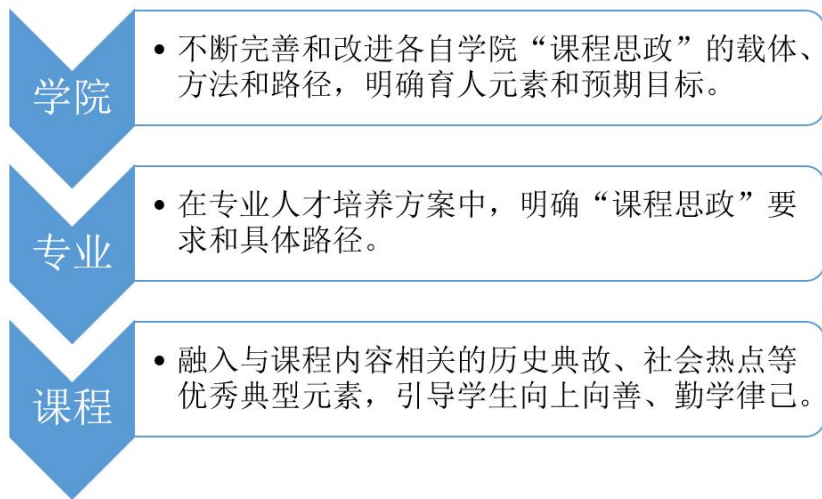 学院
• 不断完善和改进各自学院“课程思政”的载体、
方法和路径，明确育人元素和预期目标。
专业
• 在专业人才培养方案中，明确“课程思政”要
求和具体路径。
课程
• 融入与课程内容相关的历史典故、社会热点等
优秀典型元素，引导学生向上向善、勤学律己。